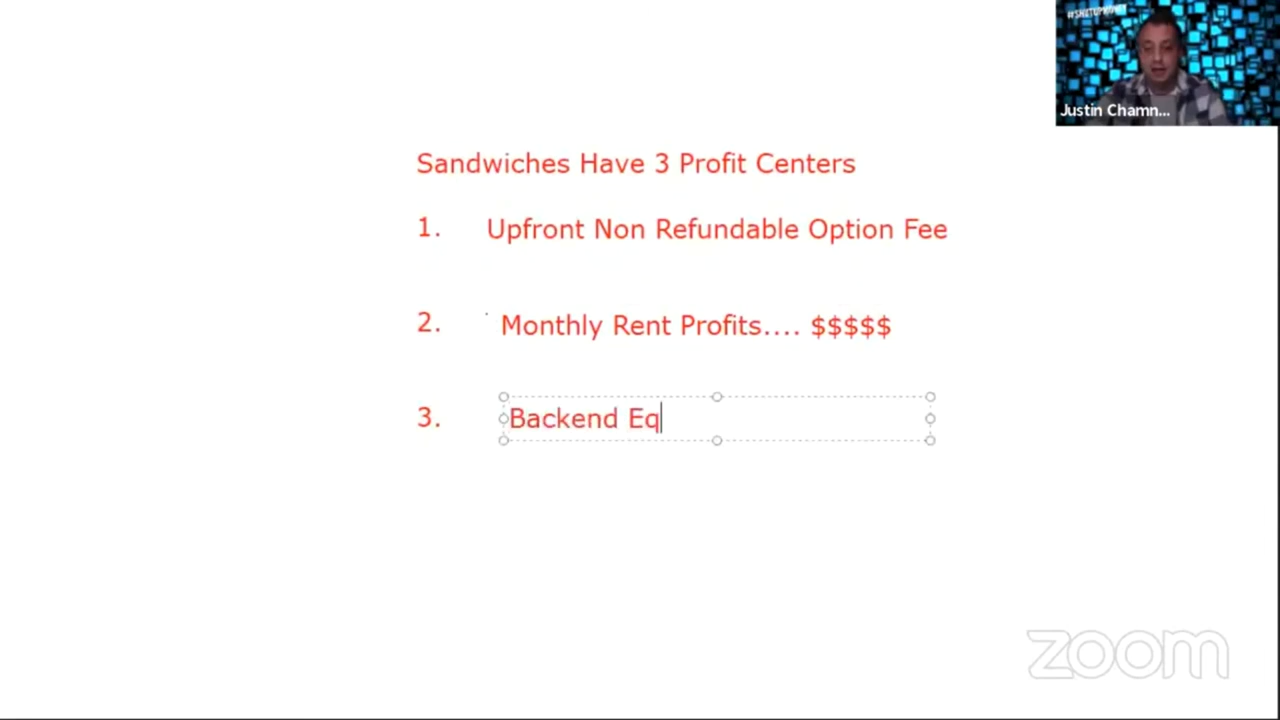 Justin Chamn...
Sandwiches Have 3 Profit Centers
1. Upfront Non Refundable Option Fee
2. Monthly Rent Profits.... $$$$$
3. Backend Eq
zoom